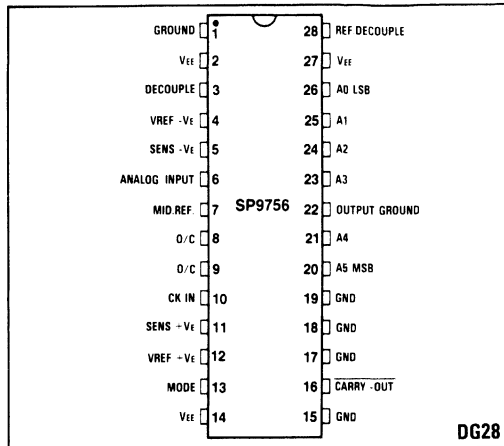 GROUND 1 28 REF DECOUPLE
VEE 2 27 VEE
DECOUPLE 3 26 A0 LSB
VREF -VE 4 25 A1
SENS -VE 5 24 A2
ANALOG INPUT 6 23 A3
MID.REF. 7 SP9756 22 OUTPUT GROUND
O/C 8 21 A4
O/C 9 20 A5 MSB
CK IN 10 19 GND
SENS +VE 11 18 GND
VREF +VE 12 17 GND
MODE 13 16 CARRY-OUT
VEE 14 15 GND
DG28